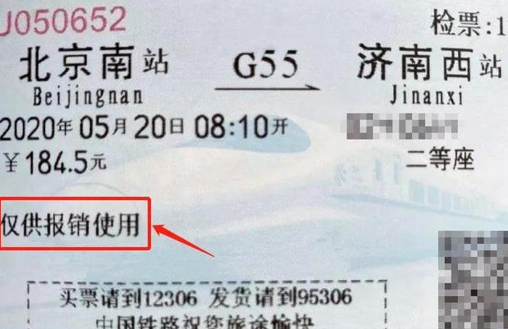 J050652 检票:1
北京南站 G55 济南西站
Beijingnan Jinanxi
2020年05月20日 08:10开
￥184.5元 二等座
仅供报销使用
买票请到12306 发货请到95306
中国铁路祝您旅途愉快